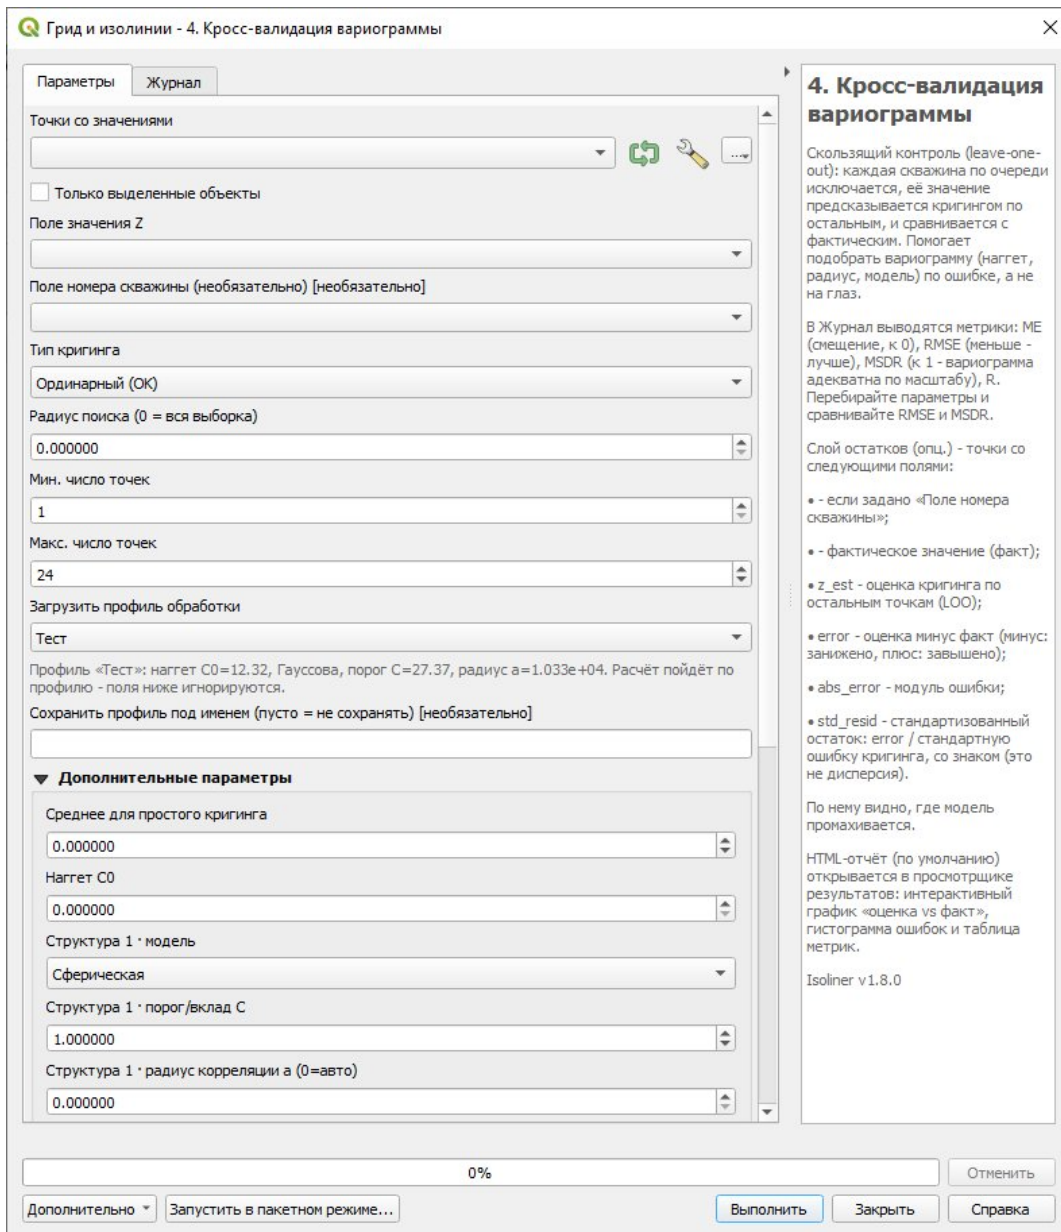 Грид и изолинии - 4. Кросс-валидация вариограммы
Параметры
Журнал
Точки со значениями
Только выделенные объекты
Поле значения Z
Поле номера скважины (необязательно) [необязательно]
Тип кригинга
Ординарный (OK)
Радиус поиска (0 = вся выборка)
0.000000
Мин. число точек
1
Макс. число точек
24
Загрузить профиль обработки
Тест
Профиль «Тест»: наггет C0=12.32, Гауссова, порог C=27.37, радиус a=1.033e+04. Расчёт пойдёт по
профилю - поля ниже игнорируются.
Сохранить профиль под именем (пусто = не сохранять) [необязательно]
Дополнительные параметры
Среднее для простого кригинга
0.000000
Наггет C0
0.000000
Структура 1 · модель
Сферическая
Структура 1 · порог/вклад C
1.000000
Структура 1 · радиус корреляции a (0=авто)
0.000000
4. Кросс-валидация
вариограммы
Скользящий контроль (leave-one-
out): каждая скважина по очереди
исключается, её значение
предсказывается кригингом по
остальным, и сравнивается с
фактическим. Помогает
подобрать вариограмму (наггет,
радиус, модель) по ошибке, а не
на глаз.
В Журнал выводятся метрики: ME
(смещение, к 0), RMSE (меньше -
лучше), MSDR (к 1 - вариограмма
адекватна по масштабу), R.
Перебирайте параметры и
сравнивайте RMSE и MSDR.
Слой остатков (опц.) - точки со
следующими полями:
• - если задано «Поле номера
скважины»;
• - фактическое значение (факт);
• z_est - оценка кригинга по
остальным точкам (LOO);
• error - оценка минус факт (минус:
занижено, плюс: завышено);
• abs_error - модуль ошибки;
• std_resid - стандартизованный
остаток: error / стандартную
ошибку кригинга, со знаком (это
не дисперсия).
По нему видно, где модель
промахивается.
HTML-отчёт (по умолчанию)
открывается в просмотрщике
результатов: интерактивный
график «оценка vs факт»,
гистограмма ошибок и таблица
метрик.
Isoliner v1.8.0
0%
Отменить
Дополнительно
Запустить в пакетном режиме...
Выполнить
Закрыть
Справка